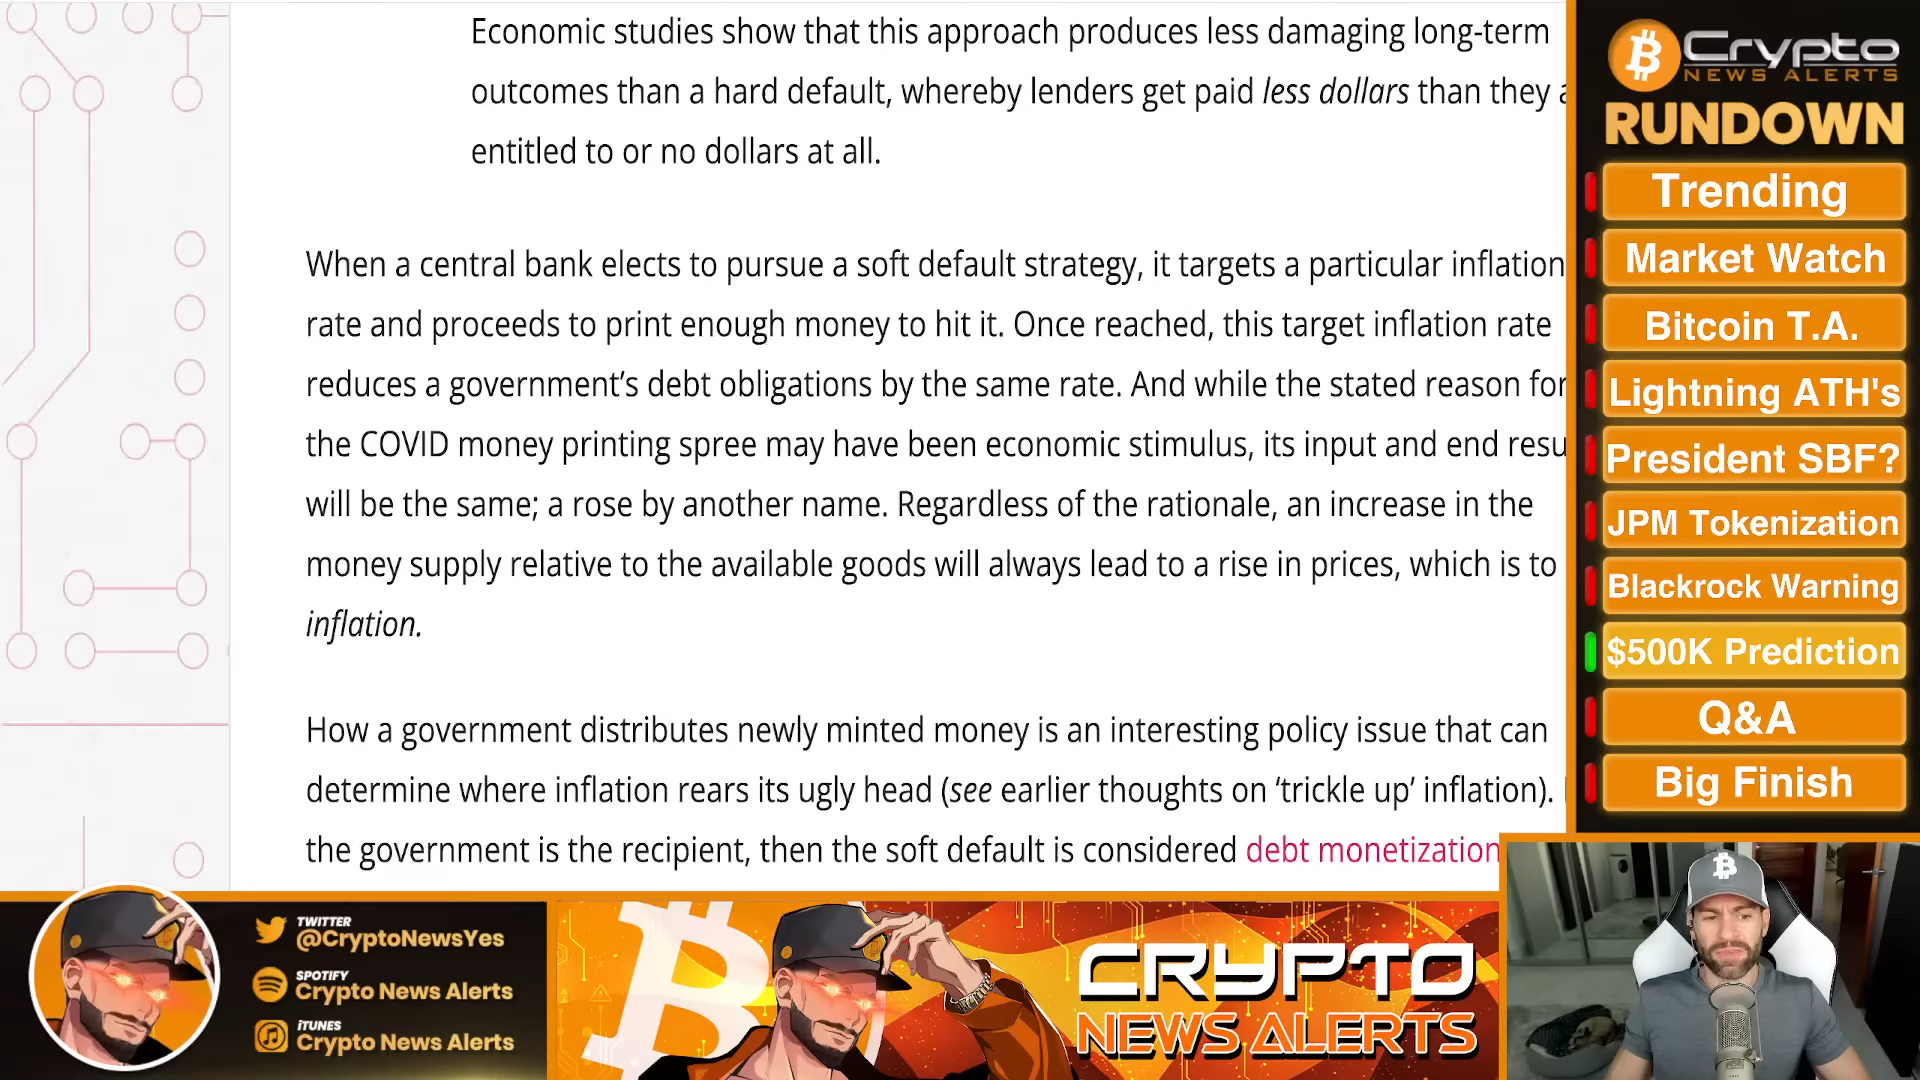 Economic studies show that this approach produces less damaging long-term
outcomes than a hard default, whereby lenders get paid less dollars than they
entitled to or no dollars at all.
When a central bank elects to pursue a soft default strategy, it targets a particular inflation
rate and proceeds to print enough money to hit it. Once reached, this target inflation rate
reduces a government’s debt obligations by the same rate. And while the stated reason for
the COVID money printing spree may have been economic stimulus, its input and end resu
will be the same; a rose by another name. Regardless of the rationale, an increase in the
money supply relative to the available goods will always lead to a rise in prices, which is to
inflation.
How a government distributes newly minted money is an interesting policy issue that can
determine where inflation rears its ugly head (see earlier thoughts on ‘trickle up’ inflation).
the government is the recipient, then the soft default is considered debt monetization
Crypto
NEWS ALERTS
RUNDOWN
Trending
Market Watch
Bitcoin T.A.
Lightning ATH's
President SBF?
JPM Tokenization
Blackrock Warning
$500K Prediction
Q&A
Big Finish
TWITTER
@CryptoNewsYes
SPOTIFY
Crypto News Alerts
iTUNES
Crypto News Alerts
CRYPTO
NEWS ALERTS